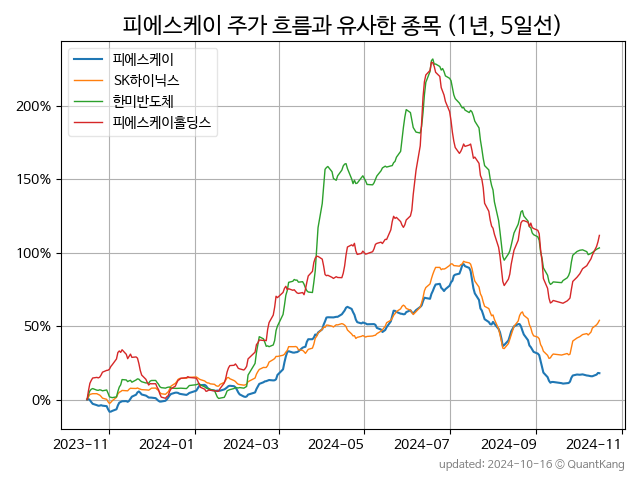 피에스케이 주가 흐름과 유사한 종목 (1년, 5일선)
피에스케이
SK하이닉스
한미반도체
피에스케이홀딩스
200%
150%
100%
50%
0%
2023-11 2024-01 2024-03 2024-05 2024-07 2024-09 2024-11
updated: 2024-10-16 © QuantKang